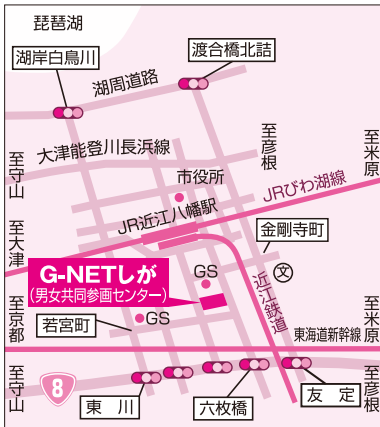 琵琶湖
渡合橋北詰
湖岸白鳥川
湖周道路
至彦根
至米原
大津能登川長浜線
至守山
市役所
JRびわ湖線
JR近江八幡駅
至大津
金剛寺町
G-NETしが
(男女共同参画センター)
GS
文
近江鉄道
至京都
若宮町
GS
東海道新幹線
至米原
至守山
8
東川
六枚橋
友定
至彦根